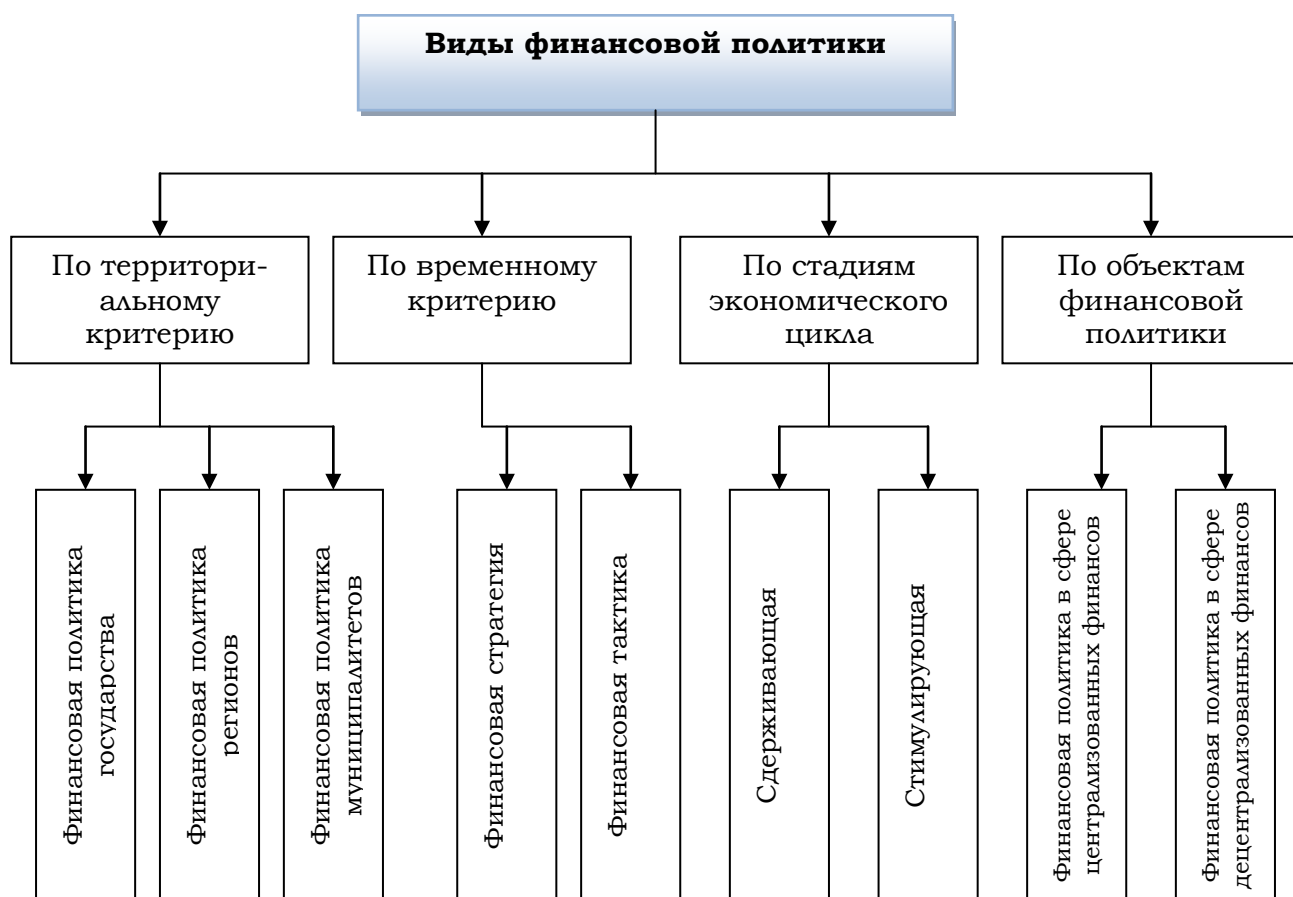 Виды финансовой политики
По территори-
альному
критерию
По временному
критерию
По стадиям
экономического
цикла
По объектам
финансовой
политики
Финансовая политика
государства
Финансовая политика
регионов
Финансовая политика
муниципалитетов
Финансовая стратегия
Финансовая тактика
Сдерживающая
Стимулирующая
Финансовая политика в сфере
централизованных финансов
Финансовая политика в сфере
децентрализованных финансов